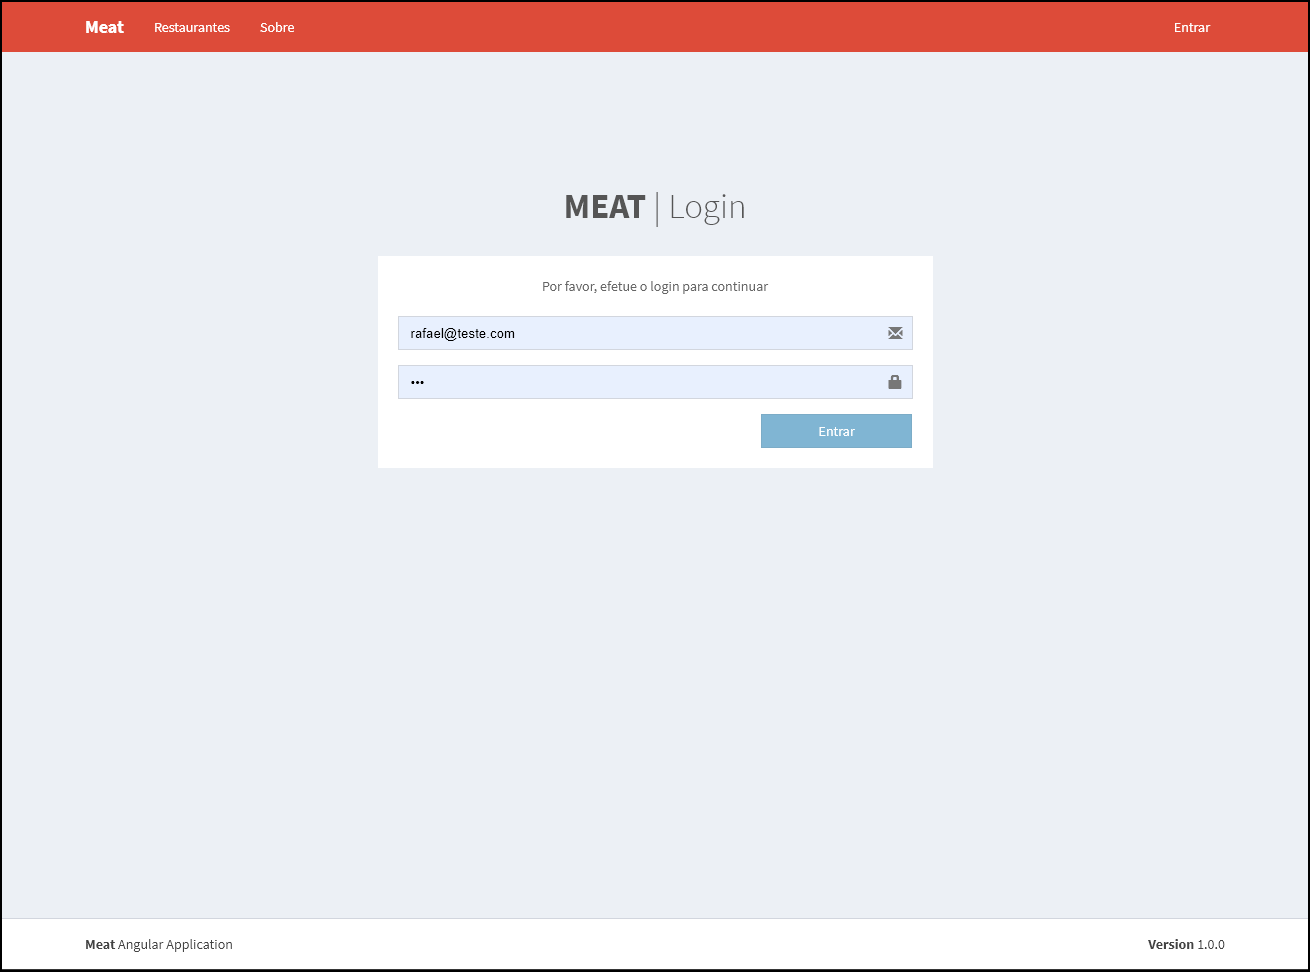 Meat Restaurantes Sobre Entrar
MEAT | Login
Por favor, efetue o login para continuar
rafael@teste.com
•••
Entrar
Meat Angular Application Version 1.0.0